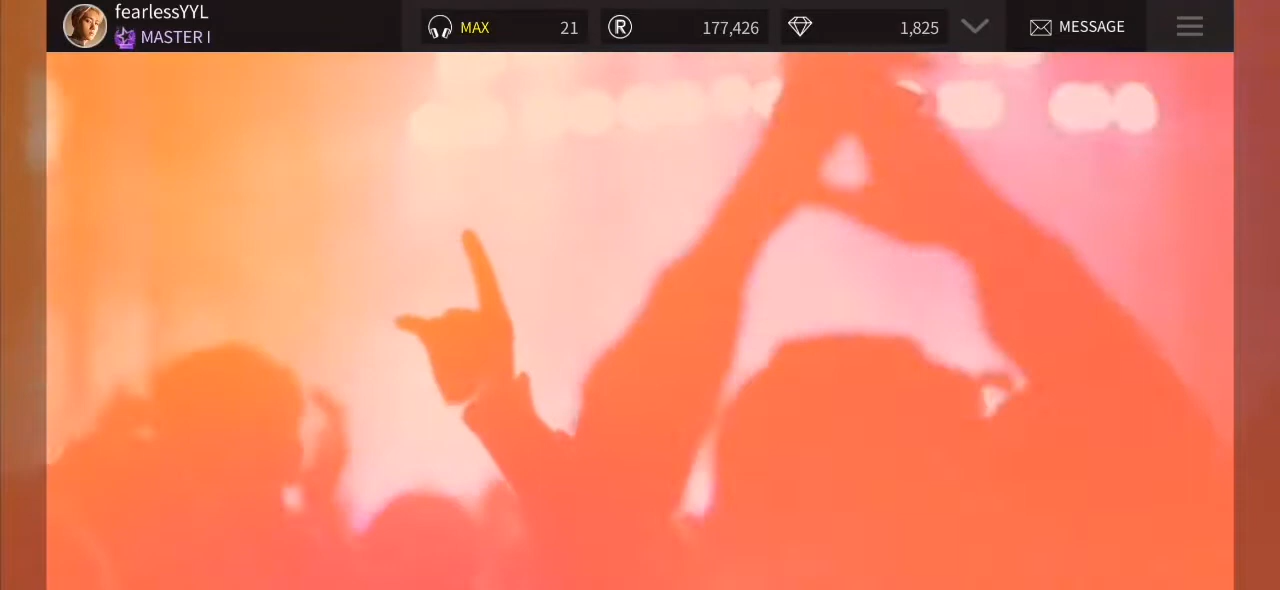 fearlessYYL
MASTER I
MAX 21
R 177,426
1,825
MESSAGE